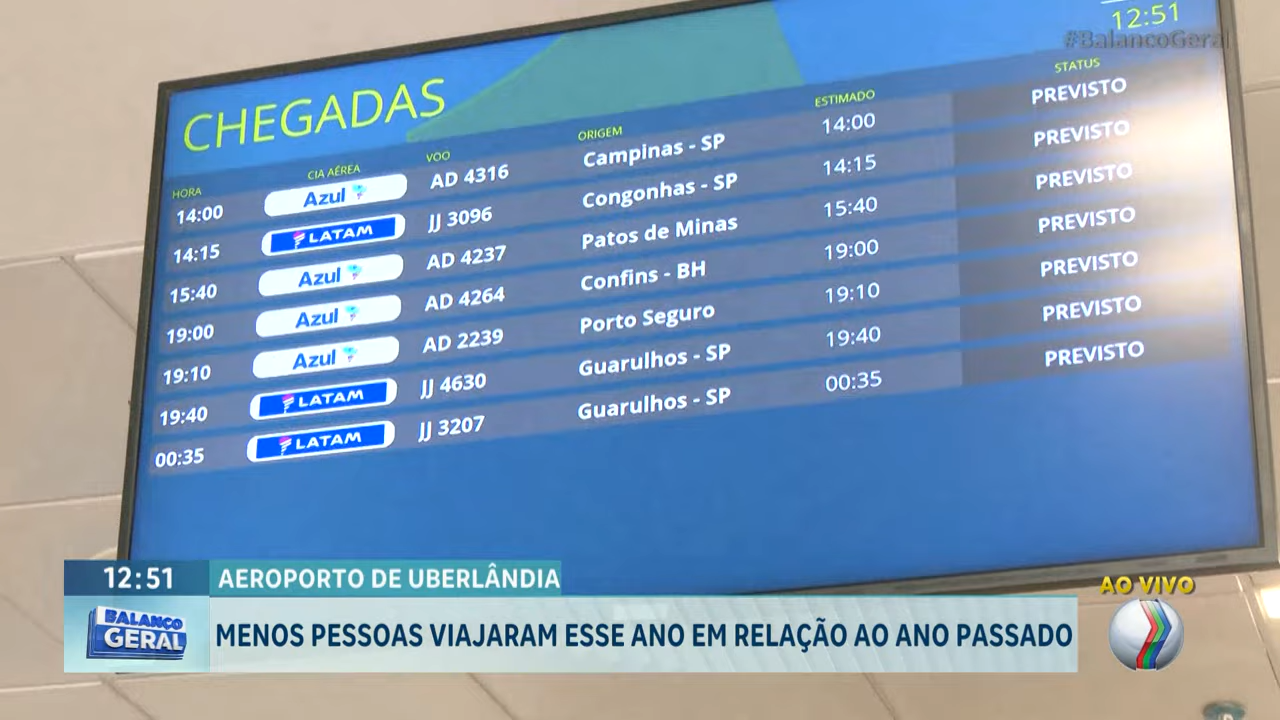 12:51
#BalancoGeral
CHEGADAS
HORA CIA AÉREA VOO ORIGEM ESTIMADO STATUS
14:00 Azul AD 4316 Campinas - SP 14:00 PREVISTO
14:15 LATAM JJ 3096 Congonhas - SP 14:15 PREVISTO
15:40 Azul AD 4237 Patos de Minas 15:40 PREVISTO
19:00 Azul AD 4264 Confins - BH 19:00 PREVISTO
19:10 Azul AD 2239 Porto Seguro 19:10 PREVISTO
19:40 LATAM JJ 4630 Guarulhos - SP 19:40 PREVISTO
00:35 LATAM JJ 3207 Guarulhos - SP 00:35 PREVISTO
12:51 AEROPORTO DE UBERLÂNDIA
AO VIVO
BALANCO
GERAL
MENOS PESSOAS VIAJARAM ESSE ANO EM RELAÇÃO AO ANO PASSADO